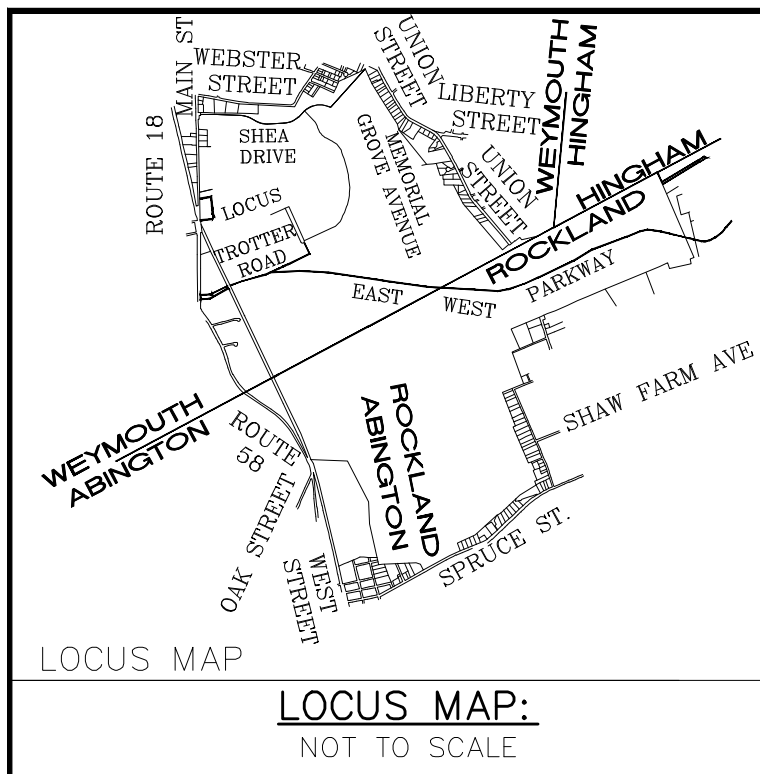 MAIN ST
WEBSTER
STREET
UNION
STREET
LIBERTY
STREET
WEYMOUTH
HINGHAM
ROUTE 18
SHEA
DRIVE
MEMORIAL
GROVE AVENUE
UNION
STREET
HINGHAM
ROCKLAND
LOCUS
TROTTER
ROAD
EAST
WEST
PARKWAY
SHAW FARM AVE
WEYMOUTH
ABINGTON
ROUTE
58
ROCKLAND
ABINGTON
OAK STREET
WEST
STREET
SPRUCE ST.
LOCUS MAP
LOCUS MAP:
NOT TO SCALE